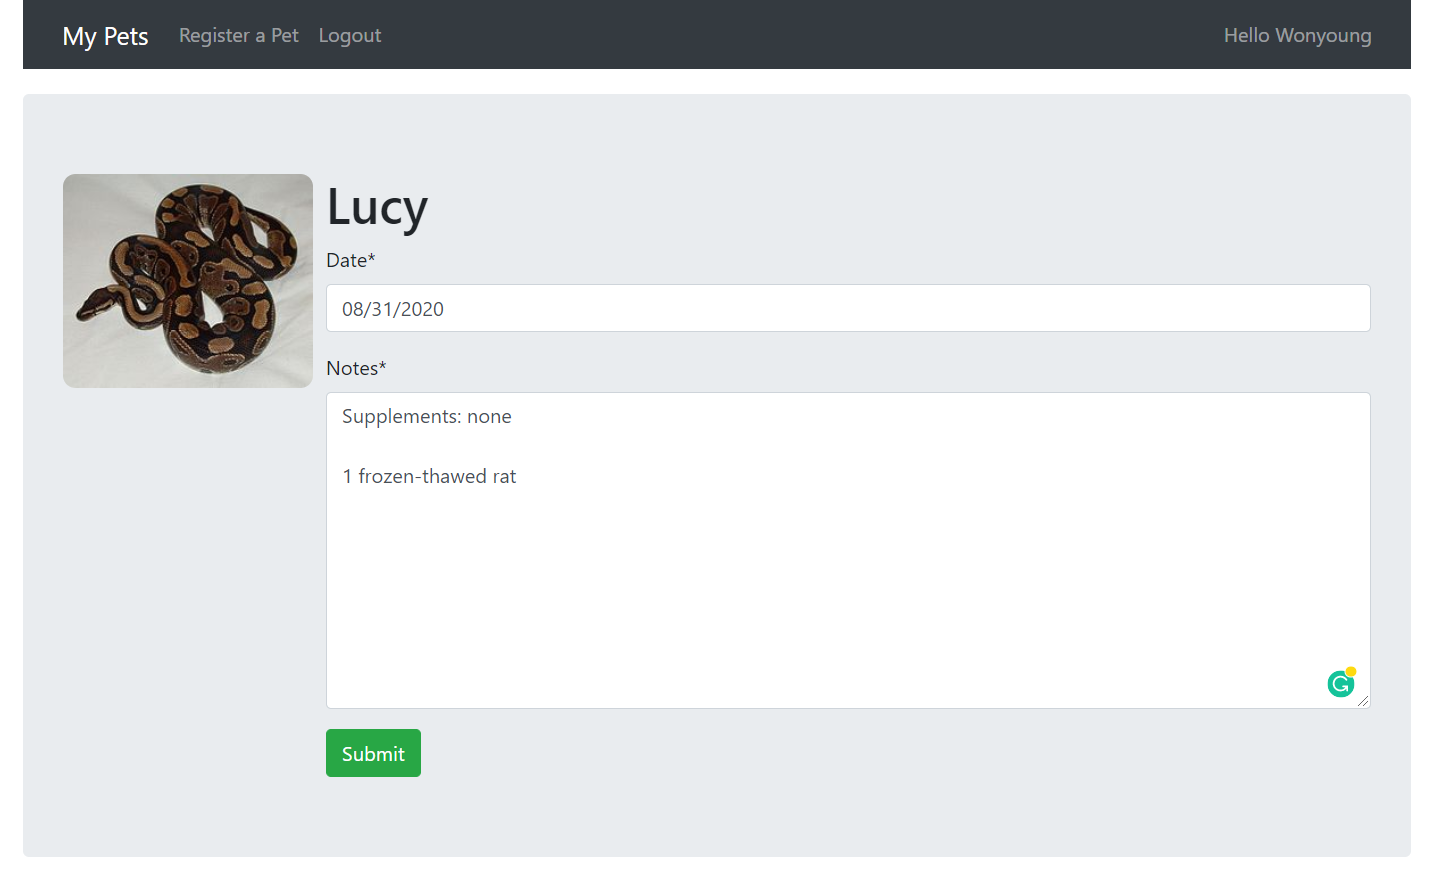 My Pets Register a Pet Logout Hello Wonyoung
Lucy
Date*
08/31/2020
Notes*
Supplements: none
1 frozen-thawed rat
Submit